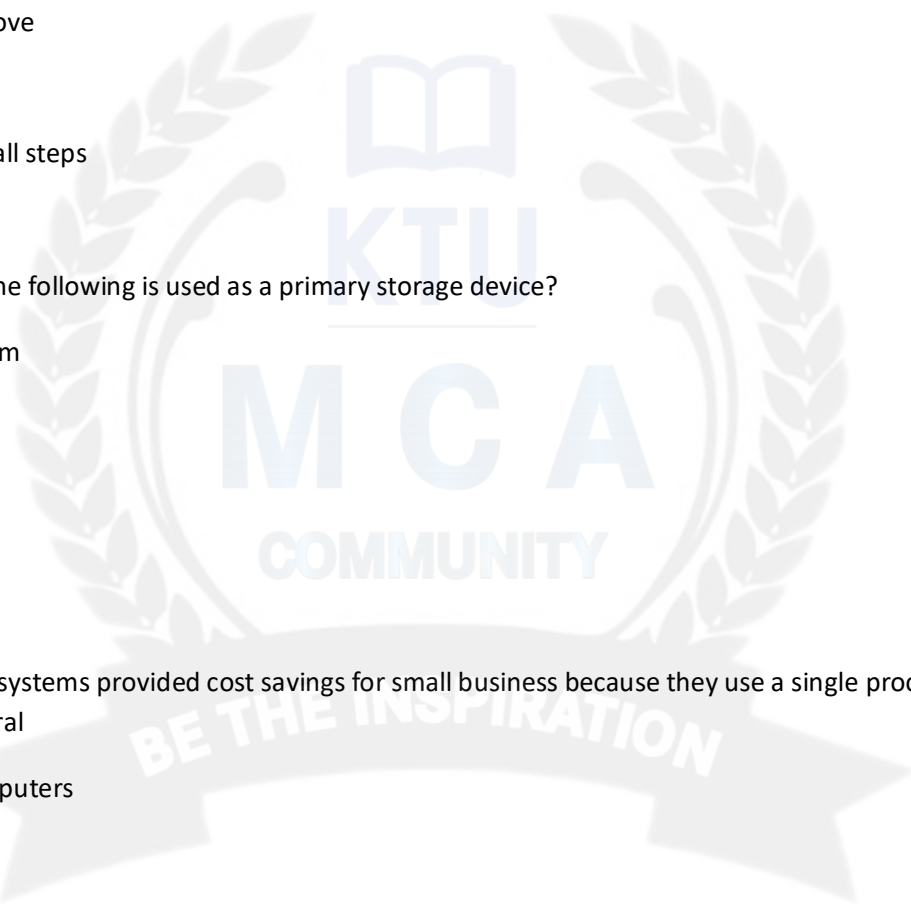 ove
all steps
KTU
he following is used as a primary storage device?
m
M C A
COMMUNITY
systems provided cost savings for small business because they use a single proc
ral
BE THE INSPIRATION
puters